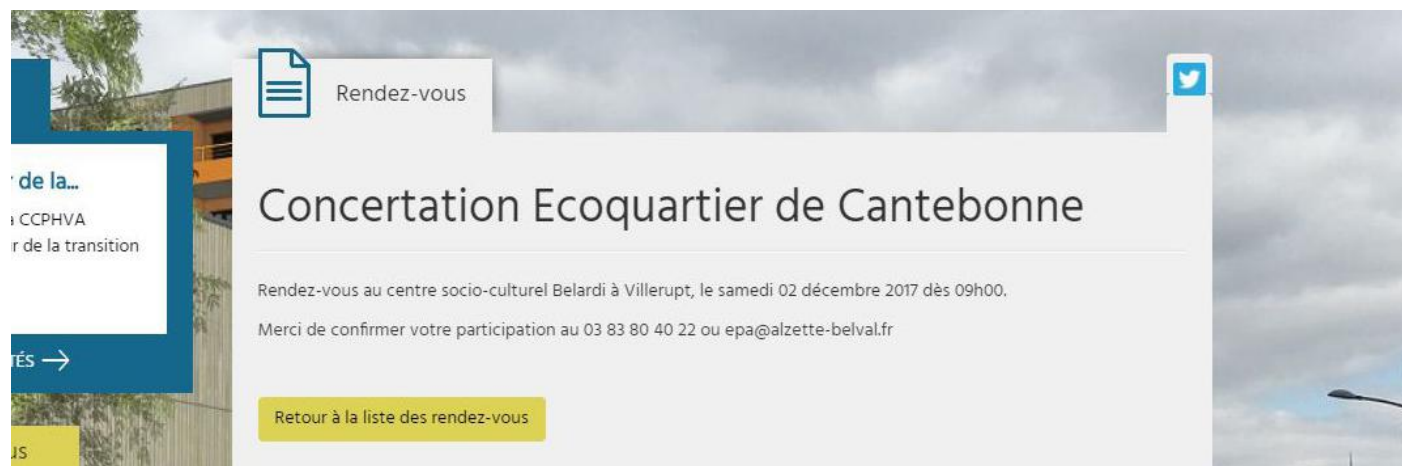 Rendez-vous
de la...
CCPHVA
de la transition
Concertation Ecoquartier de Cantebonne
Rendez-vous au centre socio-culturel Belardi à Villerupt, le samedi 02 décembre 2017 dès 09h00.
Merci de confirmer votre participation au 03 83 80 40 22 ou epa@alzette-belval.fr
Retour à la liste des rendez-vous